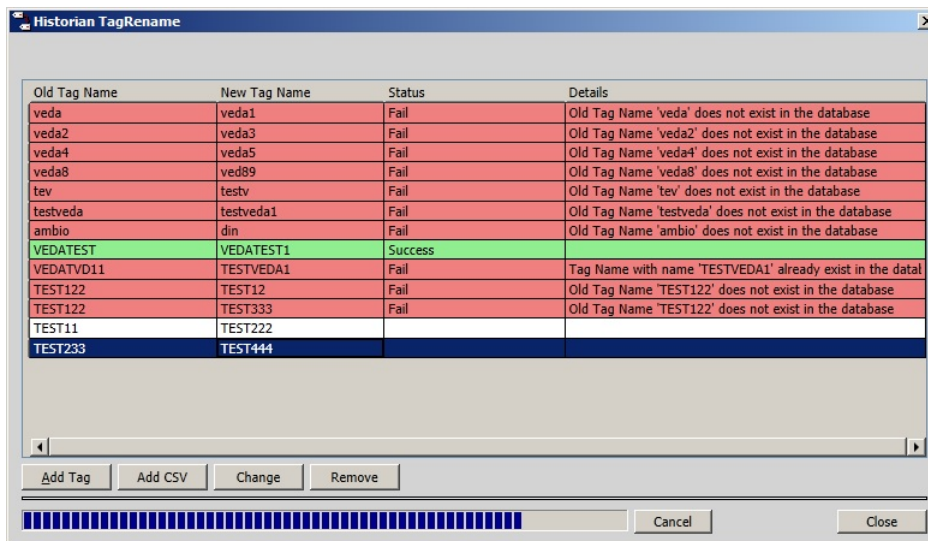 Historian TagRename
Old Tag Name New Tag Name Status Details
veda veda1 Fail Old Tag Name 'veda' does not exist in the database
veda2 veda3 Fail Old Tag Name 'veda2' does not exist in the database
veda4 veda5 Fail Old Tag Name 'veda4' does not exist in the database
veda8 ved89 Fail Old Tag Name 'veda8' does not exist in the database
tev testv Fail Old Tag Name 'tev' does not exist in the database
testveda testveda1 Fail Old Tag Name 'testveda' does not exist in the database
ambio din Fail Old Tag Name 'ambio' does not exist in the database
VEDATEST VEDATEST1 Success
VEDATVD11 TESTVEDA1 Fail Tag Name with name 'TESTVEDA1' already exist in the datal
TEST122 TEST12 Fail Old Tag Name 'TEST122' does not exist in the database
TEST122 TEST333 Fail Old Tag Name 'TEST122' does not exist in the database
TEST11 TEST222
TEST233 TEST444
Add Tag Add CSV Change Remove
Cancel Close